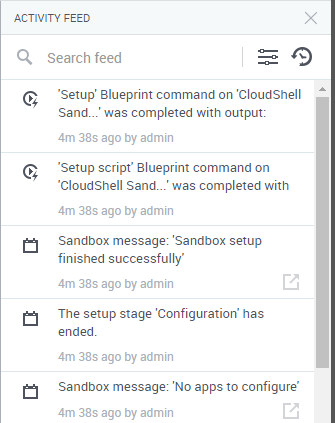 ACTIVITY FEED
Search feed
'Setup' Blueprint command on 'CloudShell
Sand...' was completed with output:
4m 38s ago by admin
'Setup script' Blueprint command on
'CloudShell Sand...' was completed with
4m 38s ago by admin
Sandbox message: 'Sandbox setup
finished successfully'
4m 38s ago by admin
The setup stage 'Configuration' has
ended.
4m 38s ago by admin
Sandbox message: 'No apps to configure'
4m 38s ago by admin